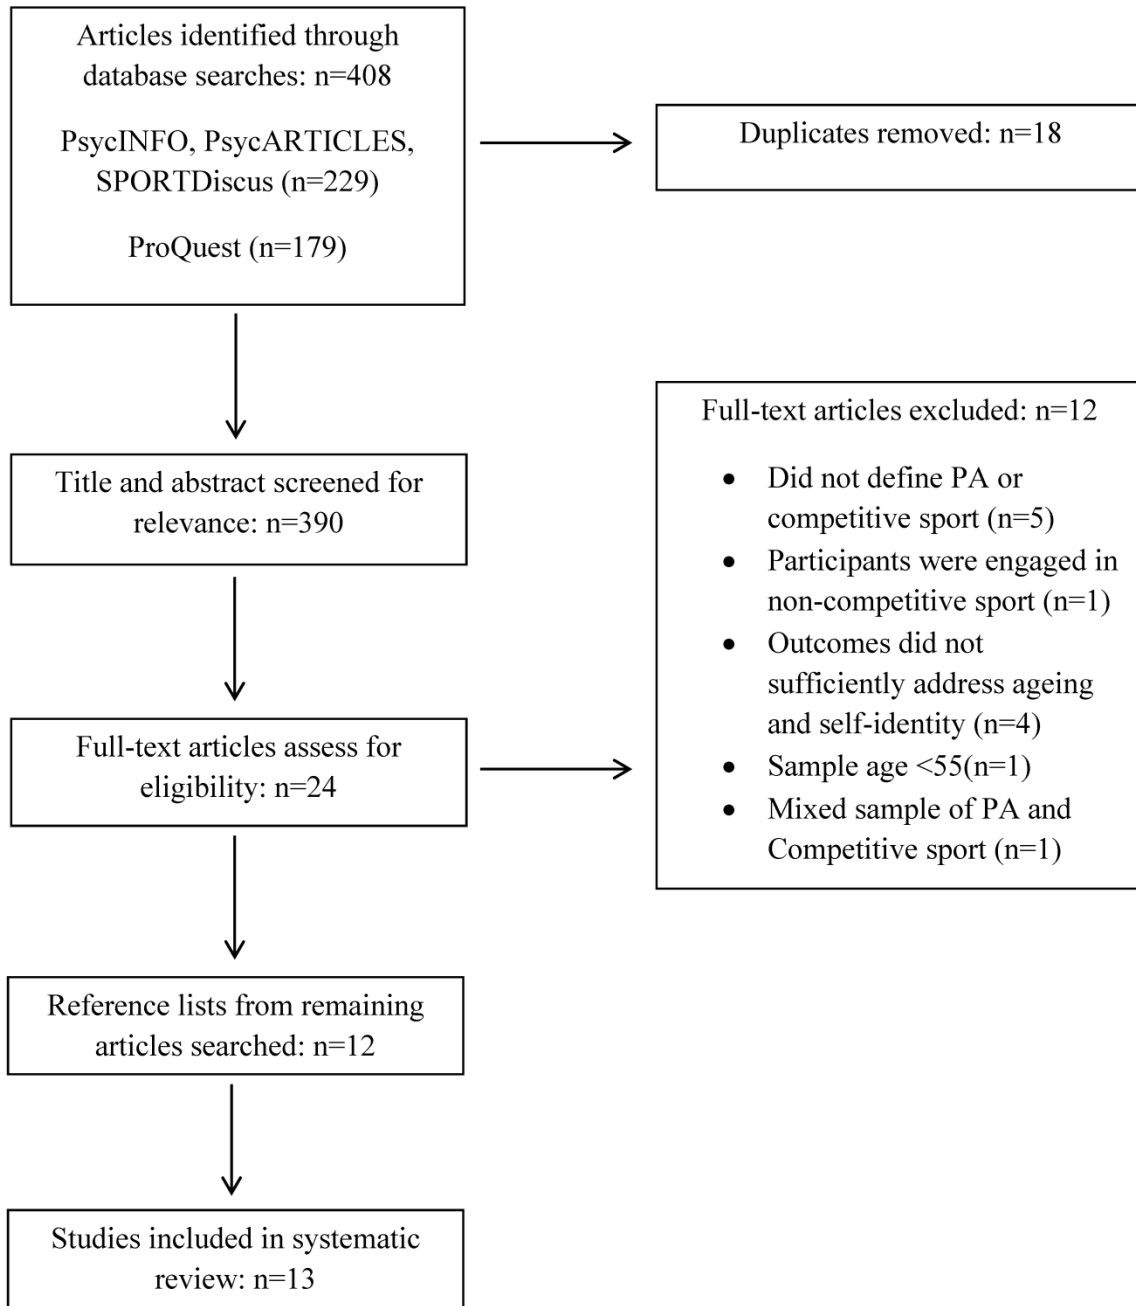 Articles identified through
database searches: n=408
PsycINFO, PsycARTICLES,
SPORTDiscus (n=229)
ProQuest (n=179)
Duplicates removed: n=18
Title and abstract screened for
relevance: n=390
Full-text articles assess for
eligibility: n=24
Full-text articles excluded: n=12
• Did not define PA or
competitive sport (n=5)
• Participants were engaged in
non-competitive sport (n=1)
• Outcomes did not
sufficiently address ageing
and self-identity (n=4)
• Sample age <55(n=1)
• Mixed sample of PA and
Competitive sport (n=1)
Reference lists from remaining
articles searched: n=12
Studies included in systematic
review: n=13